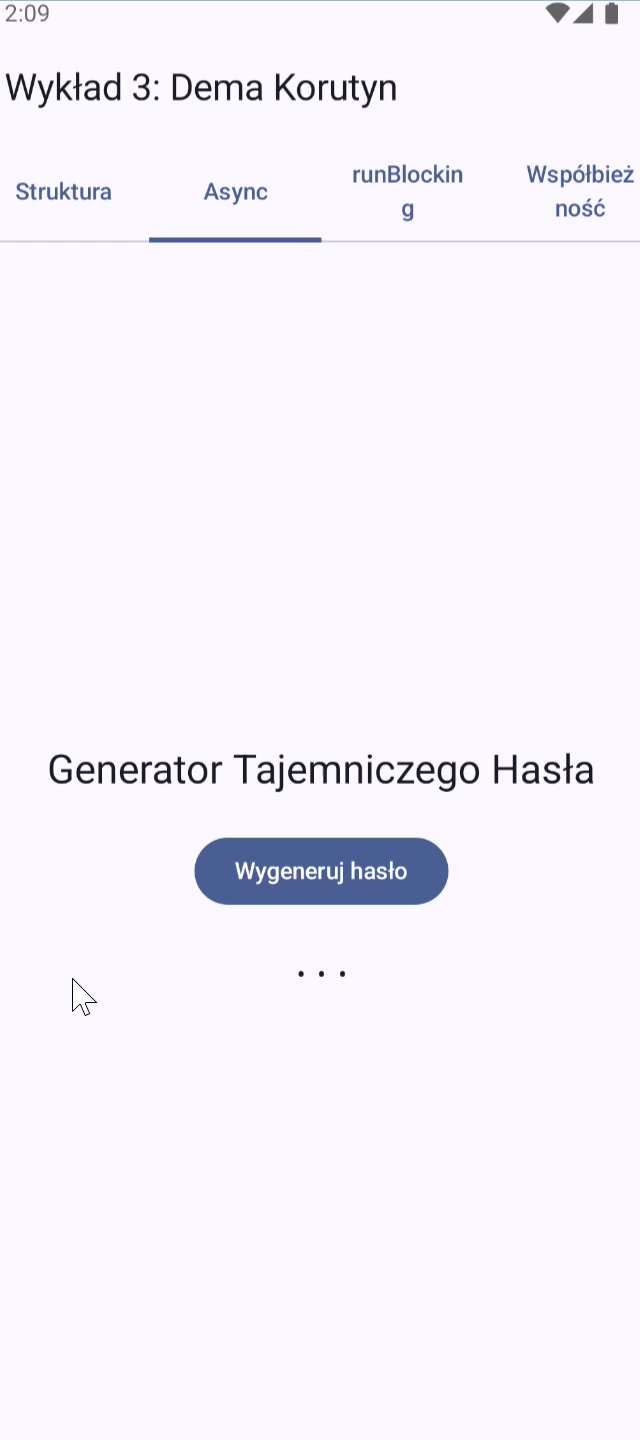 2:09
Wykład 3: Dema Korutyn
Struktura
Async
runBlockin
g
Współbież
ność
Generator Tajemniczego Hasła
Wygeneruj hasło
...